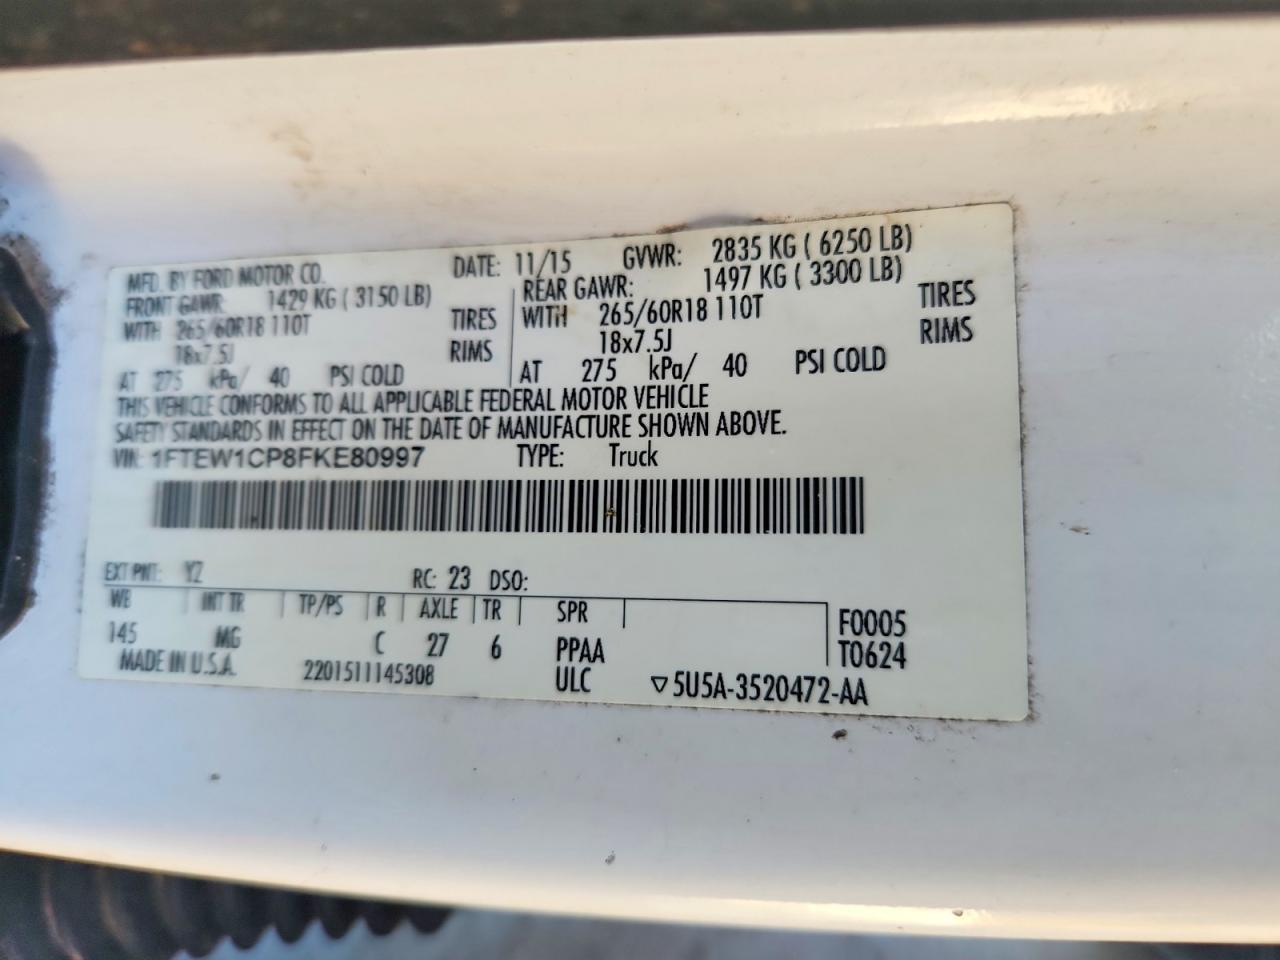 MFD. BY FORD MOTOR CO. DATE: 11/15 GVWR: 2835 KG ( 6250 LB)
FRONT GAWR: 1429 KG ( 3150 LB) REAR GAWR: 1497 KG ( 3300 LB)
WITH 265/60R18 110T TIRES WITH 265/60R18 110T TIRES
18x7.5J RIMS 18x7.5J RIMS
AT 275 kPa/ 40 PSI COLD AT 275 kPa/ 40 PSI COLD
THIS VEHICLE CONFORMS TO ALL APPLICABLE FEDERAL MOTOR VEHICLE
SAFETY STANDARDS IN EFFECT ON THE DATE OF MANUFACTURE SHOWN ABOVE.
VIN: 1FTEW1CP8FKE80997 TYPE: Truck
EXT PNT: YZ RC: 23 DSO:
WB INT TR TP/PS R AXLE TR SPR F0005
145 MG C 27 6 PPAA T0624
MADE IN U.S.A. 2201511145308 ULC ▽5U5A-3520472-AA